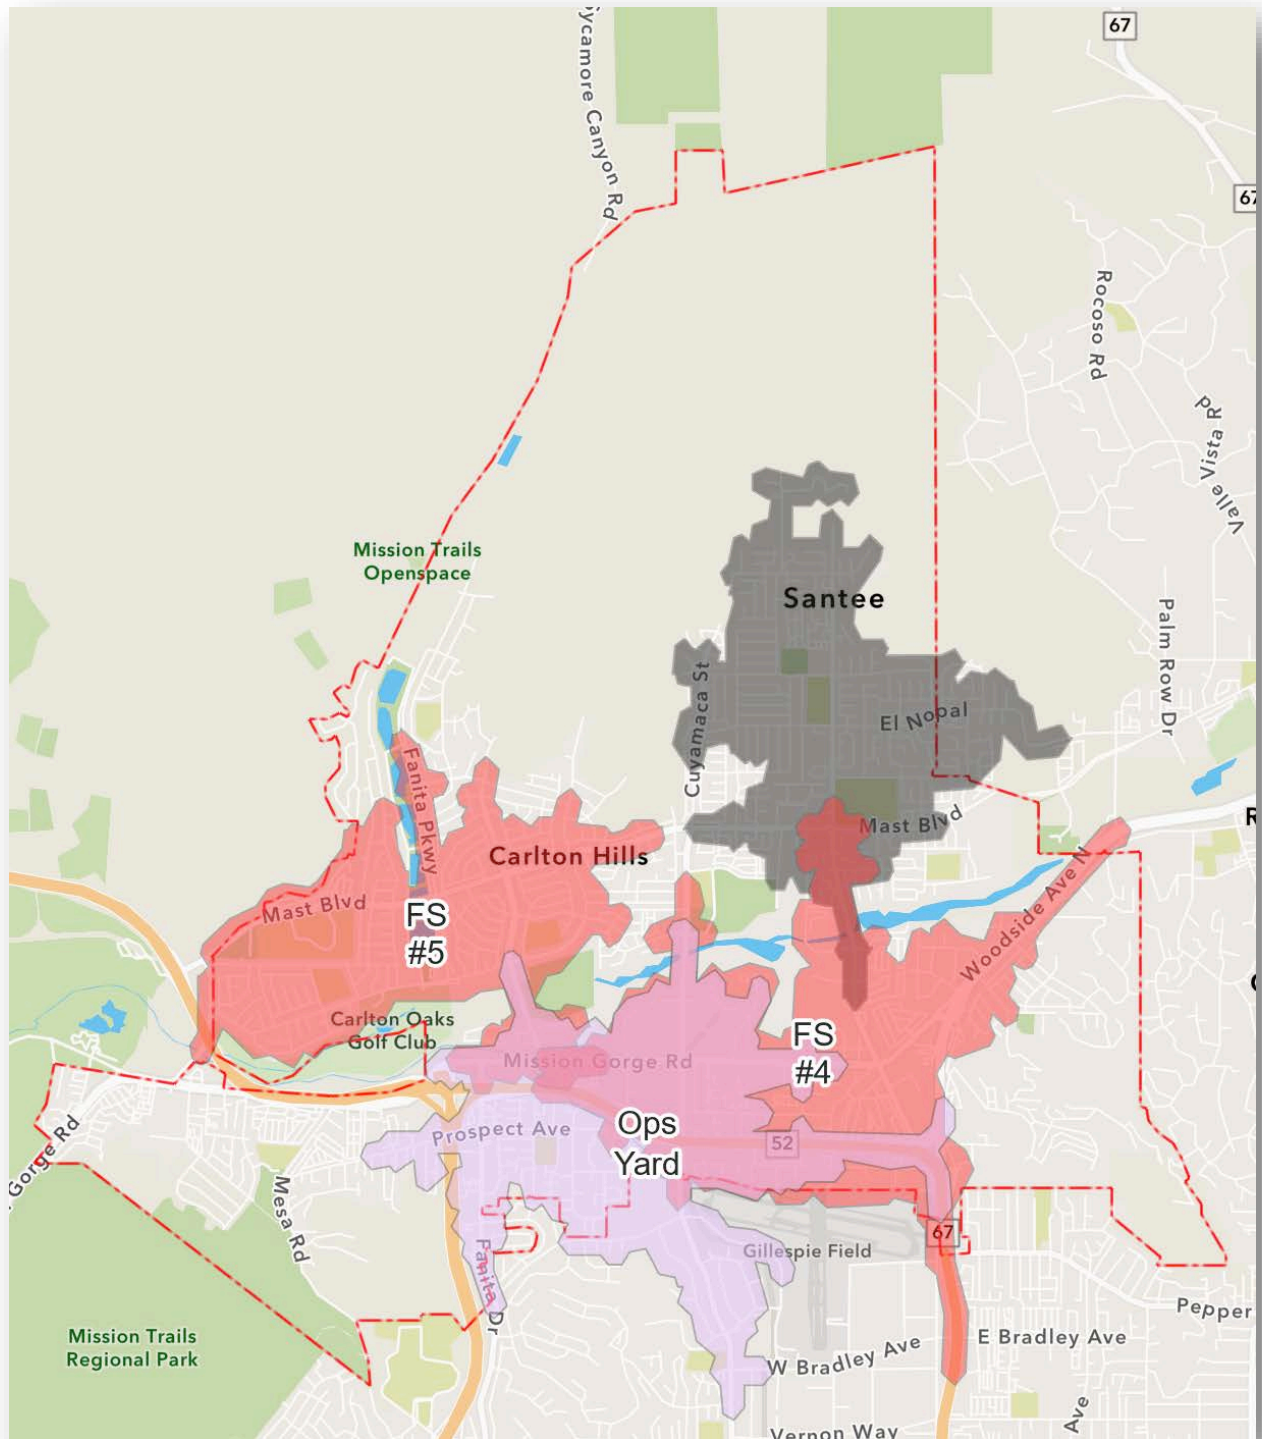 67
Sycamore Canyon Rd
67
Rocoso Rd
Valle Vista Rd
Mission Trails
Openspace
Santee
Palm Row Dr
Cuyamaca St
El Nopal
Fanita Pkwy
R
Mast Blvd
Carlton Hills
Mast Blvd
FS
#5
Woodside Ave N
Carlton Oaks
Golf Club
FS
#4
Mission Gorge Rd
Ops
Yard
Prospect Ave
52
Gorge Rd
Mesa Rd
67
Gillespie Field
Fanita Dr
Pepper
Mission Trails
Regional Park
E Bradley Ave
W Bradley Ave
Ave
Vernon Way